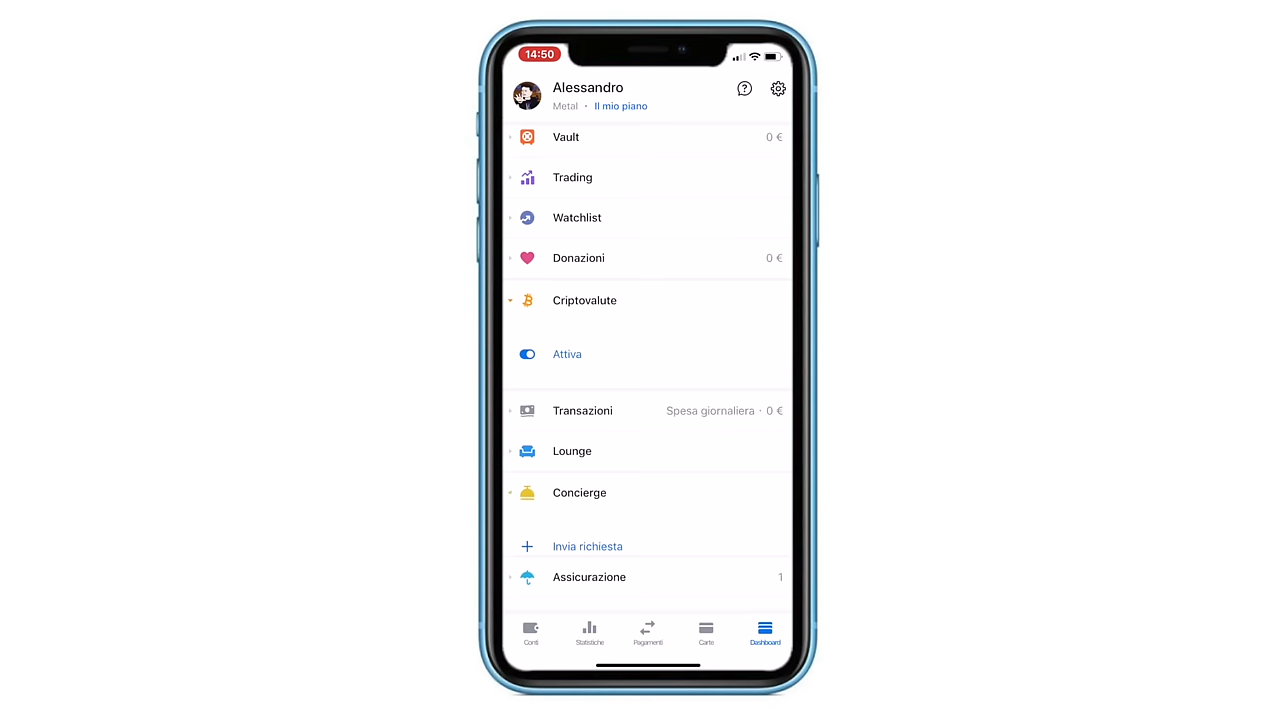 14:50
Alessandro
Metal • Il mio piano
Vault 0 €
Trading
Watchlist
Donazioni 0 €
Criptovalute
Attiva
Transazioni Spesa giornaliera · 0 €
Lounge
Concierge
Invia richiesta
Assicurazione 1
Conti Statistiche Pagamenti Carte Dashboard